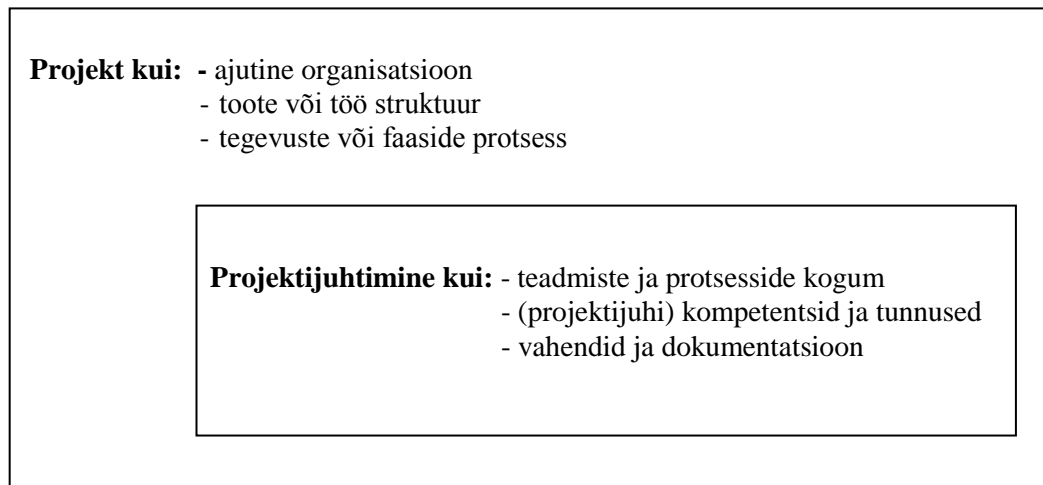 Projekt kui: - ajutine organisatsioon
- toote või töö struktuur
- tegevuste või faaside protsess
Projektijuhtimine kui: - teadmiste ja protsesside kogum
- (projektijuhi) kompetentsid ja tunnused
- vahendid ja dokumentatsioon